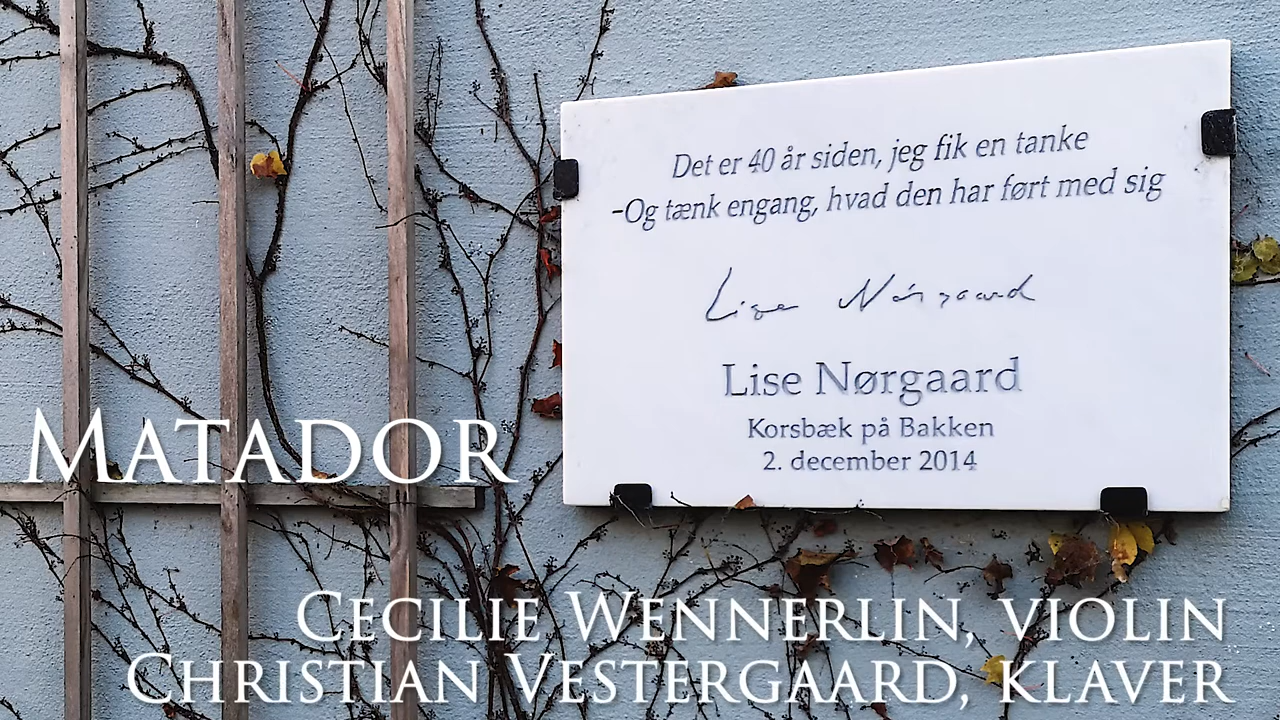 Det er 40 år siden, jeg fik en tanke
-Og tænk engang, hvad den har ført med sig
Lise Nørgaard
Lise Nørgaard
Korsbæk på Bakken
2. december 2014
MATADOR
CECILIE WENNERLIN, VIOLIN
CHRISTIAN VESTERGAARD, KLAVER